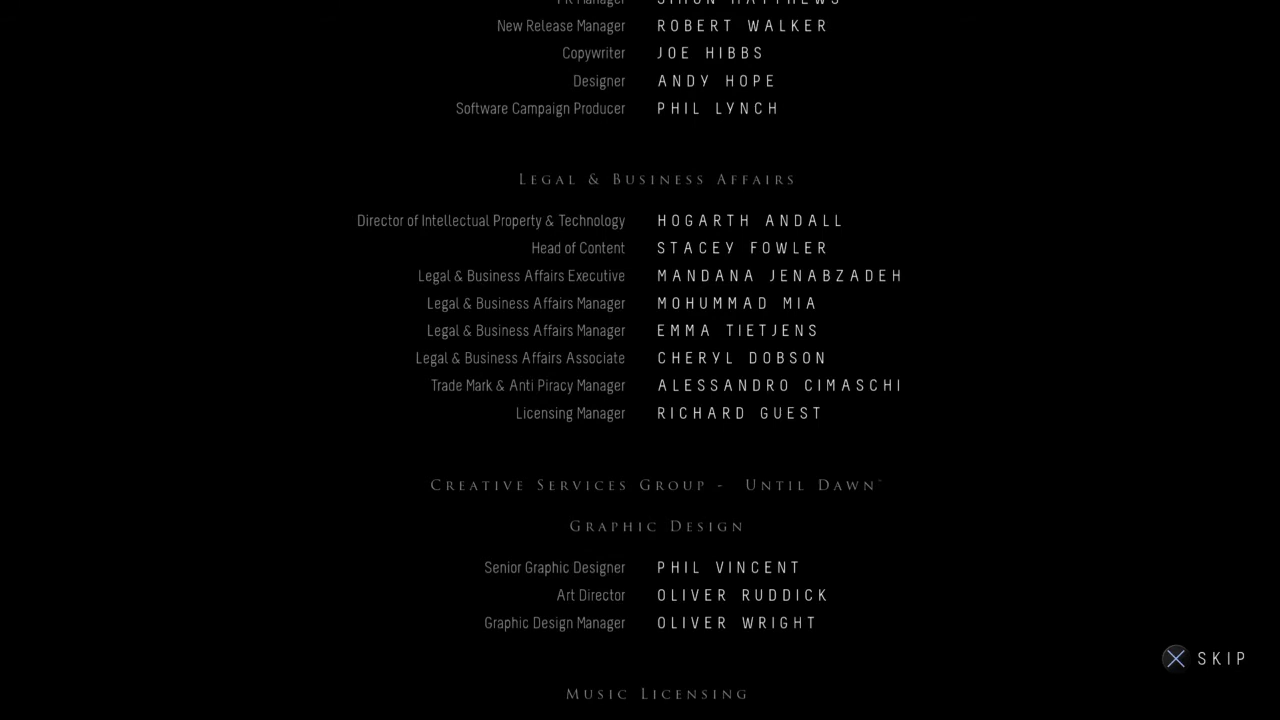 PR Manager SIMON MATTHEWS
New Release Manager ROBERT WALKER
Copywriter JOE HIBBS
Designer ANDY HOPE
Software Campaign Producer PHIL LYNCH
LEGAL & BUSINESS AFFAIRS
Director of Intellectual Property & Technology HOGARTH ANDALL
Head of Content STACEY FOWLER
Legal & Business Affairs Executive MANDANA JENABZADEH
Legal & Business Affairs Manager MOHUMMAD MIA
Legal & Business Affairs Manager EMMA TIETJENS
Legal & Business Affairs Associate CHERYL DOBSON
Trade Mark & Anti Piracy Manager ALESSANDRO CIMASCHI
Licensing Manager RICHARD GUEST
CREATIVE SERVICES GROUP - UNTIL DAWN`
GRAPHIC DESIGN
Senior Graphic Designer PHIL VINCENT
Art Director OLIVER RUDDICK
Graphic Design Manager OLIVER WRIGHT
SKIP
MUSIC LICENSING